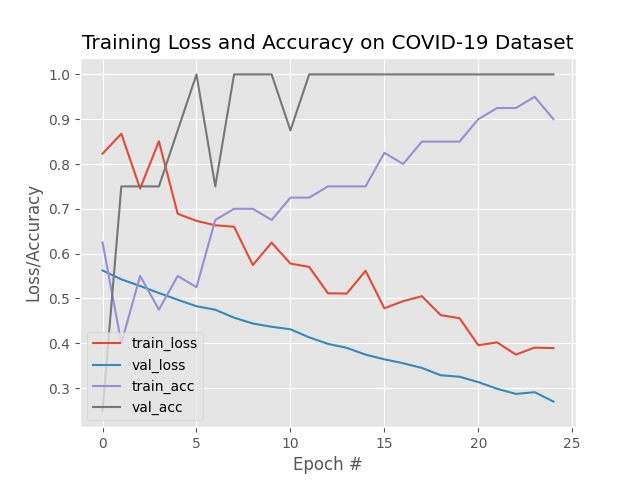 Training Loss and Accuracy on COVID-19 Dataset
1.0
0.9
0.8
0.7
0.6
0.5
0.4
0.3
Loss/Accuracy
train_loss
val_loss
train_acc
val_acc
0 5 10 15 20 25
Epoch #